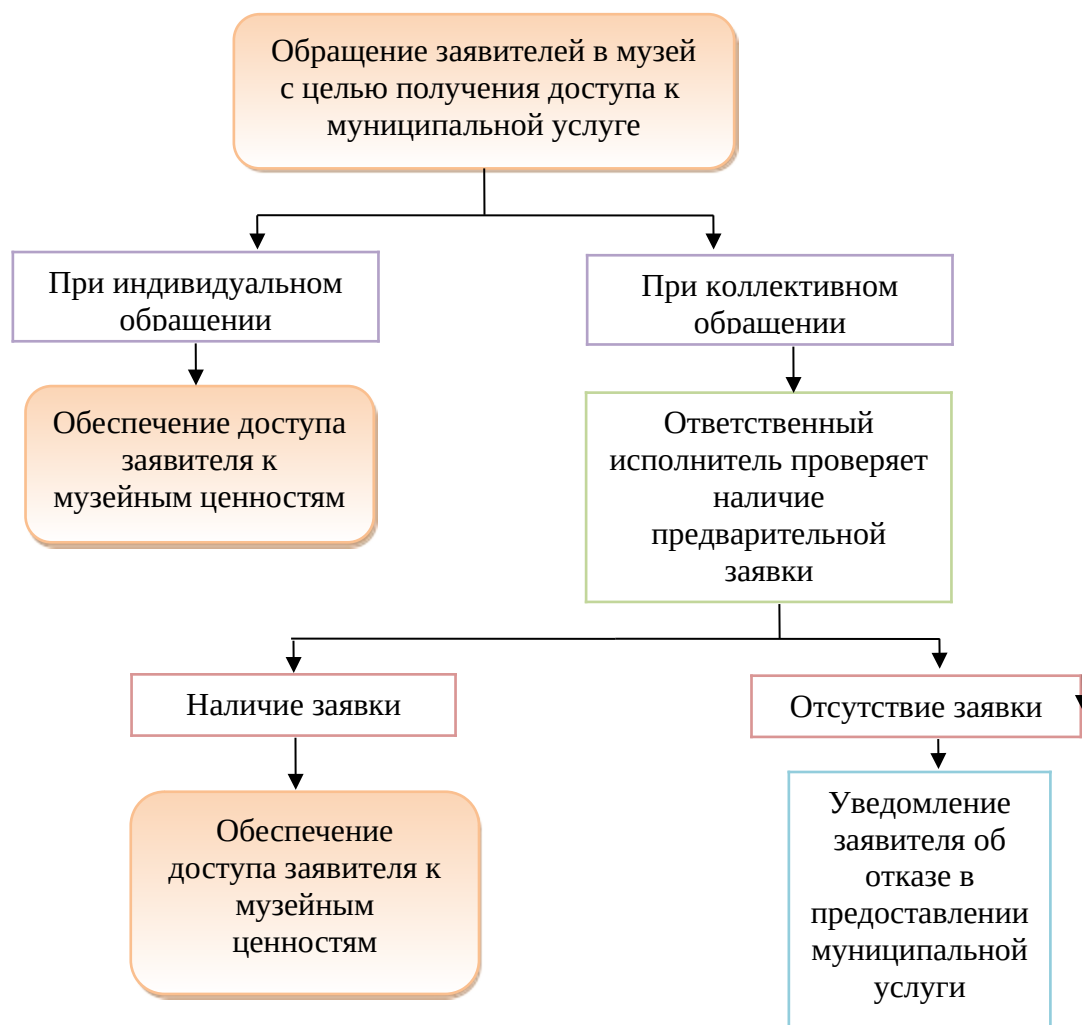 Обращение заявителей в музей
с целью получения доступа к
муниципальной услуге
При индивидуальном
обращении
При коллективном
обращении
Обеспечение доступа
заявителя к
музейным ценностям
Ответственный
исполнитель проверяет
наличие
предварительной
заявки
Наличие заявки
Отсутствие заявки
Обеспечение
доступа заявителя к
музейным
ценностям
Уведомление
заявителя об
отказе в
предоставлении
муниципальной
услуги